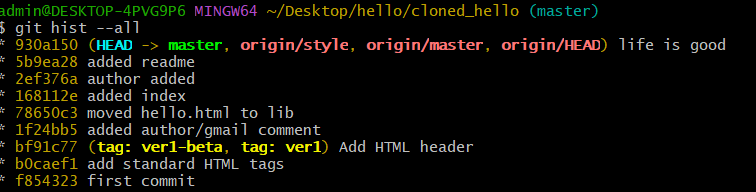 admin@DESKTOP-4PVG9P6 MINGW64 ~/Desktop/hello/cloned_hello (master)
$ git hist --all
* 930a150 (HEAD -> master, origin/style, origin/master, origin/HEAD) life is good
* 5b9ea28 added readme
* 2ef376a author added
* 168112e added index
* 78650c3 moved hello.html to lib
* 1f24bb5 added author/gmail comment
* bf91c77 (tag: ver1-beta, tag: ver1) Add HTML header
* b0caef1 add standard HTML tags
* f854323 first commit